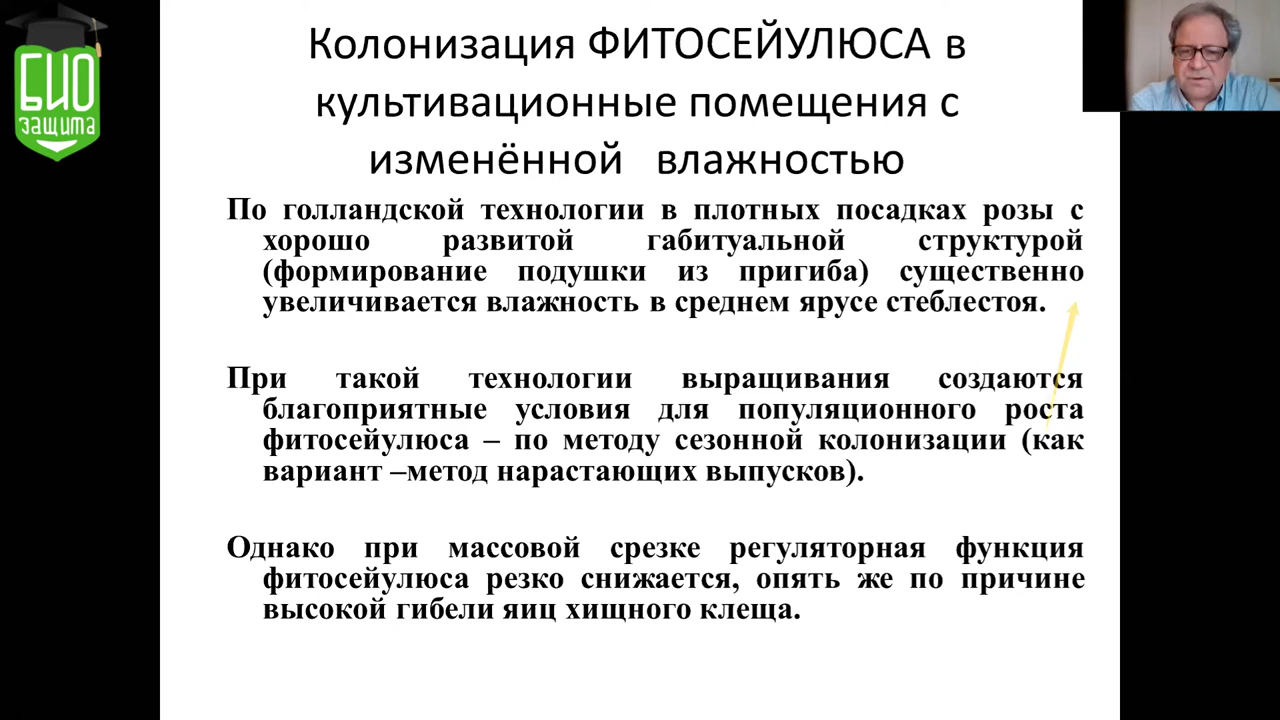 БИО
защита
Колонизация ФИТОСЕЙУЛЮСА в
культивационные помещения с
изменённой влажностью
По голландской технологии в плотных посадках розы с
хорошо развитой габитуальной структурой
(формирование подушки из пригиба) существенно
увеличивается влажность в среднем ярусе стеблестоя.
При такой технологии выращивания создаются
благоприятные условия для популяционного роста
фитосейулюса – по методу сезонной колонизации (как
вариант –метод нарастающих выпусков).
Однако при массовой срезке регуляторная функция
фитосейулюса резко снижается, опять же по причине
высокой гибели яиц хищного клеща.